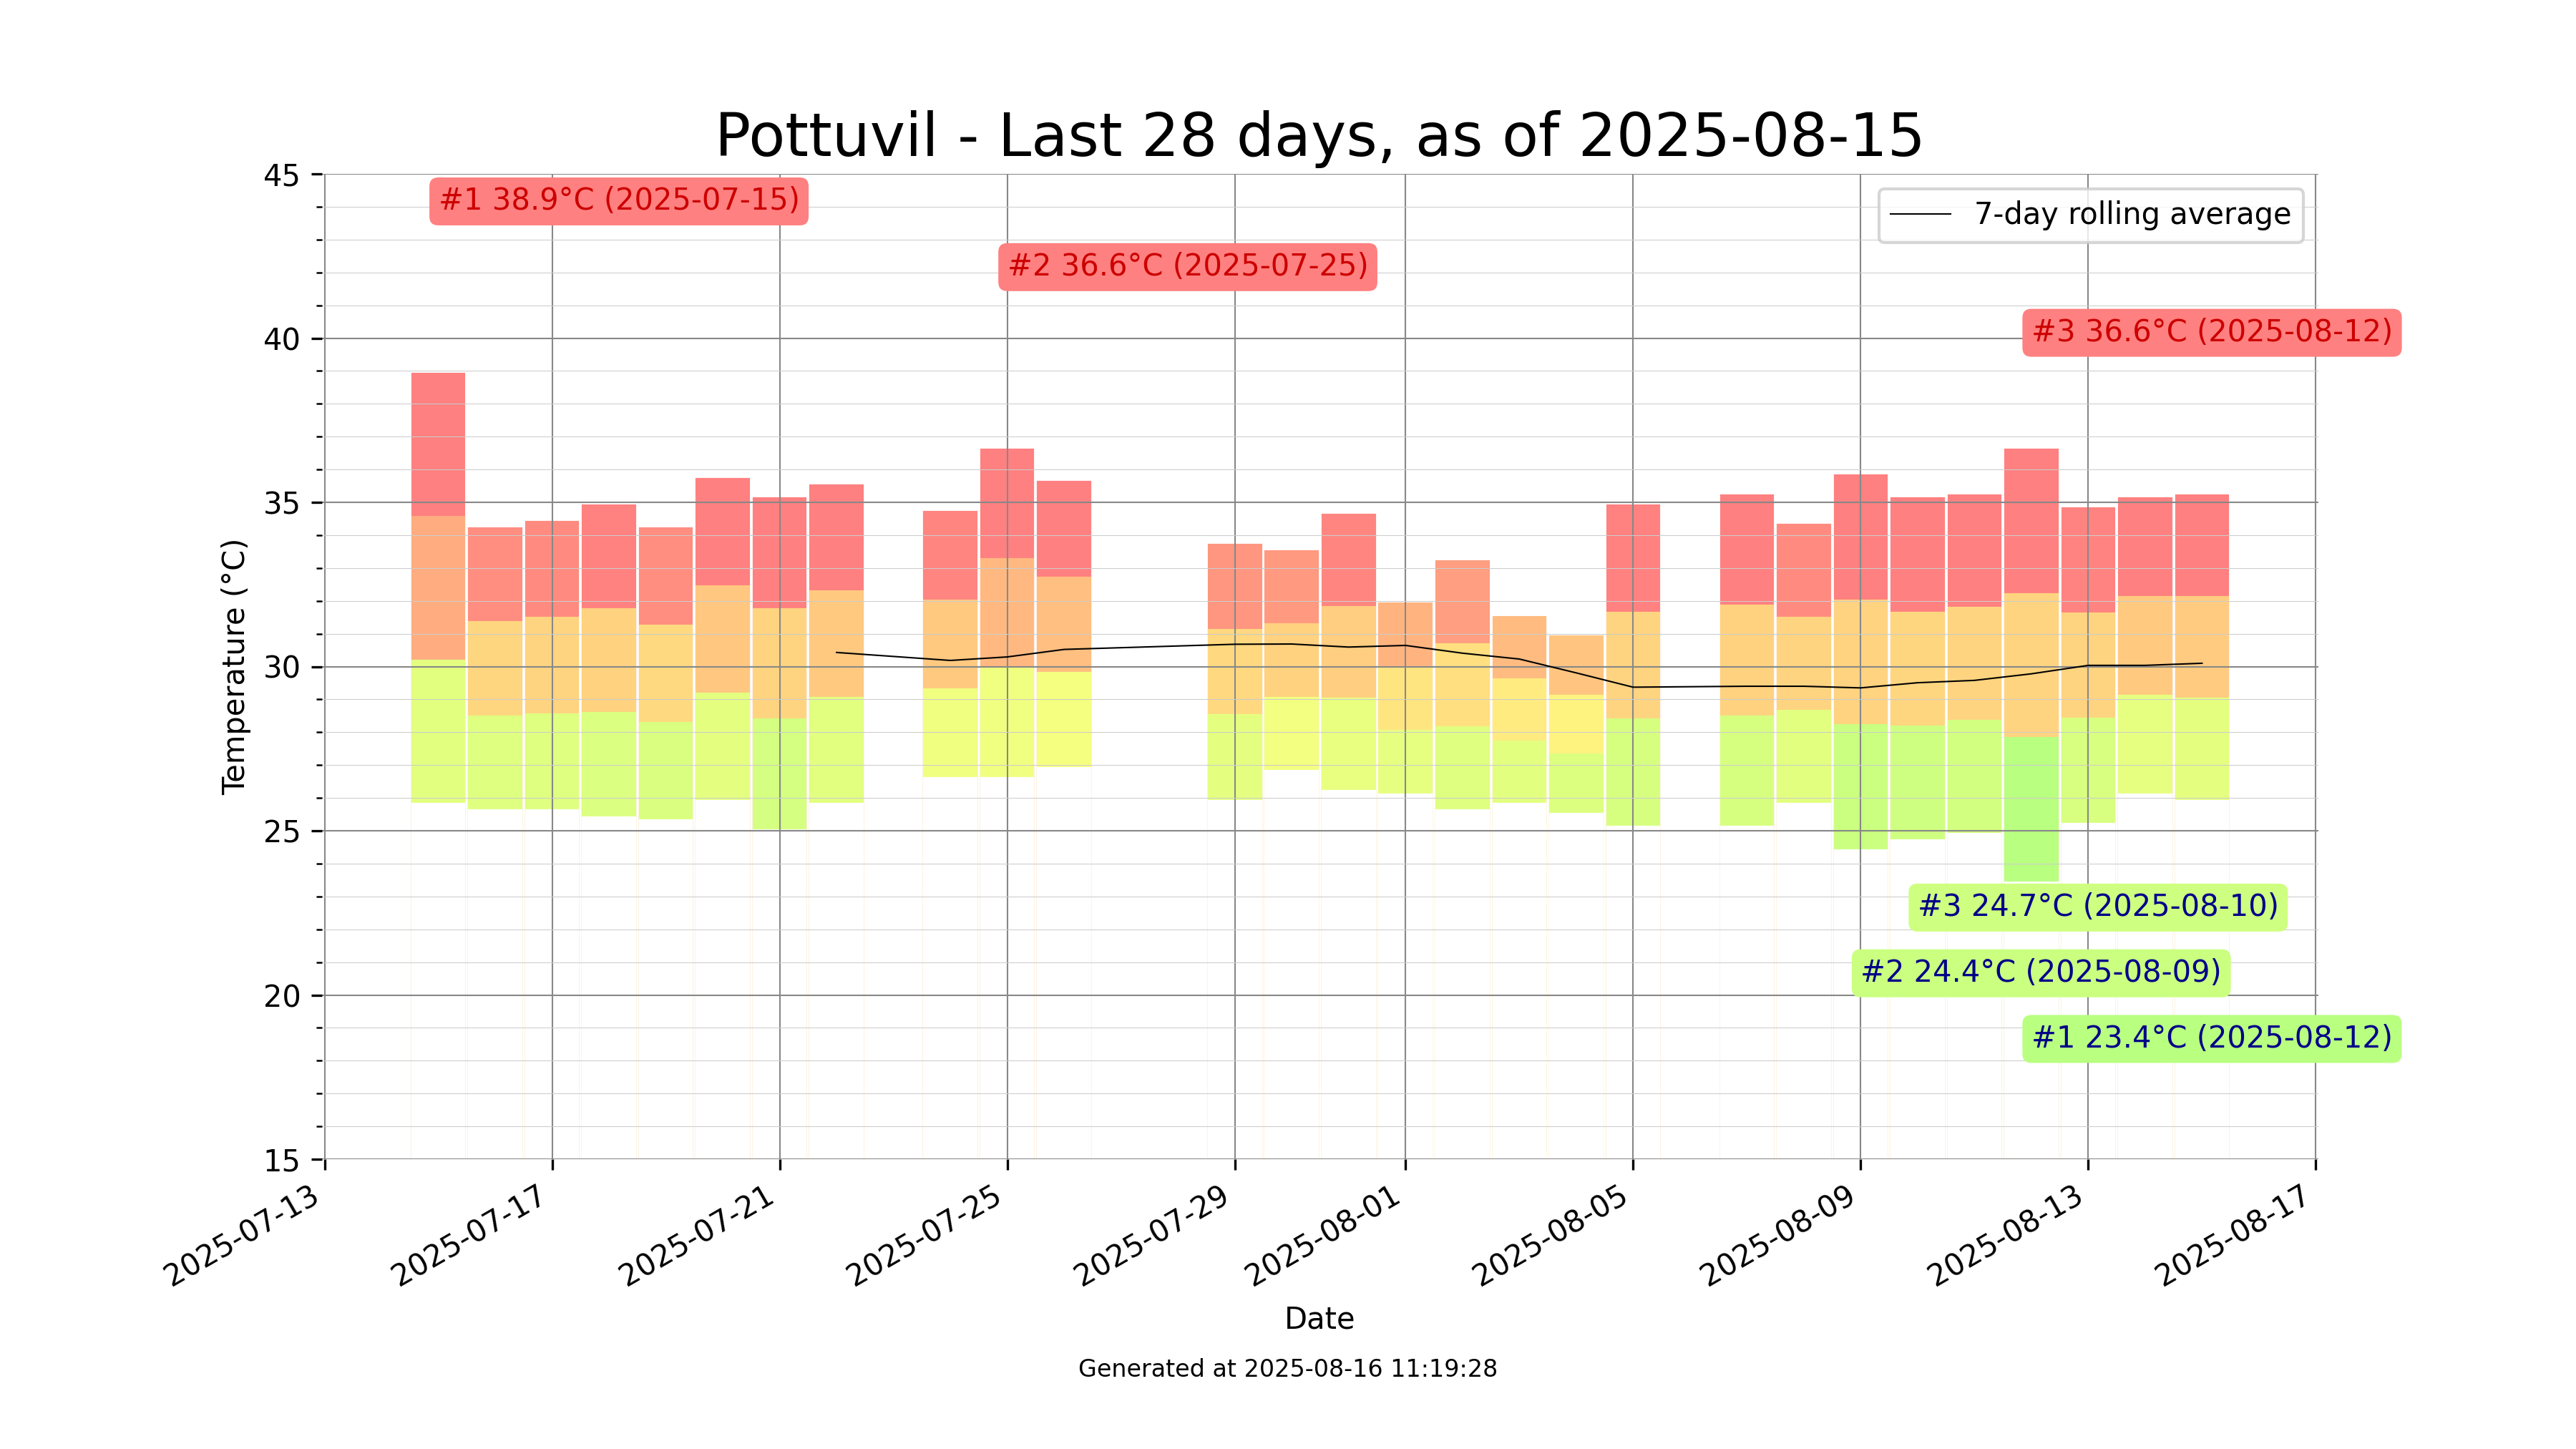 Pottuvil - Last 28 days, as of 2025-08-15
45
#1 38.9°C (2025-07-15)
7-day rolling average
#2 36.6°C (2025-07-25)
#3 36.6°C (2025-08-12)
40
35
Temperature (°C)
30
25
#3 24.7°C (2025-08-10)
#2 24.4°C (2025-08-09)
20
#1 23.4°C (2025-08-12)
15
2025-07-13
2025-07-17
2025-07-21
2025-07-25
2025-07-29
2025-08-01
2025-08-05
2025-08-09
2025-08-13
2025-08-17
Date
Generated at 2025-08-16 11:19:28